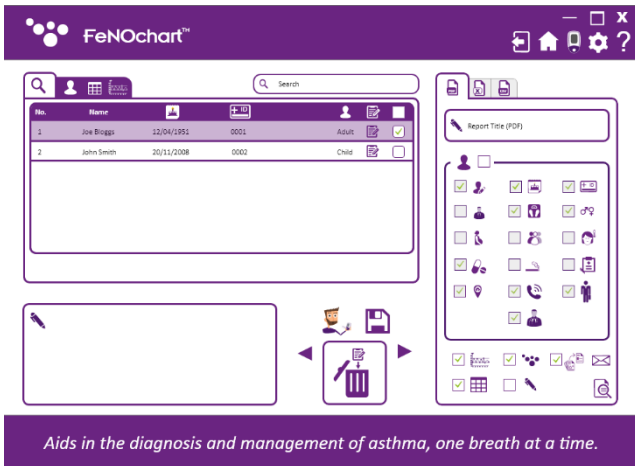 FeNOchart™
Search
No. Name ID
1 Joe Bloggs 12/04/1951 0001 Adult
2 John Smith 20/11/2008 0002 Child
Report Title (PDF)
Aids in the diagnosis and management of asthma, one breath at a time.